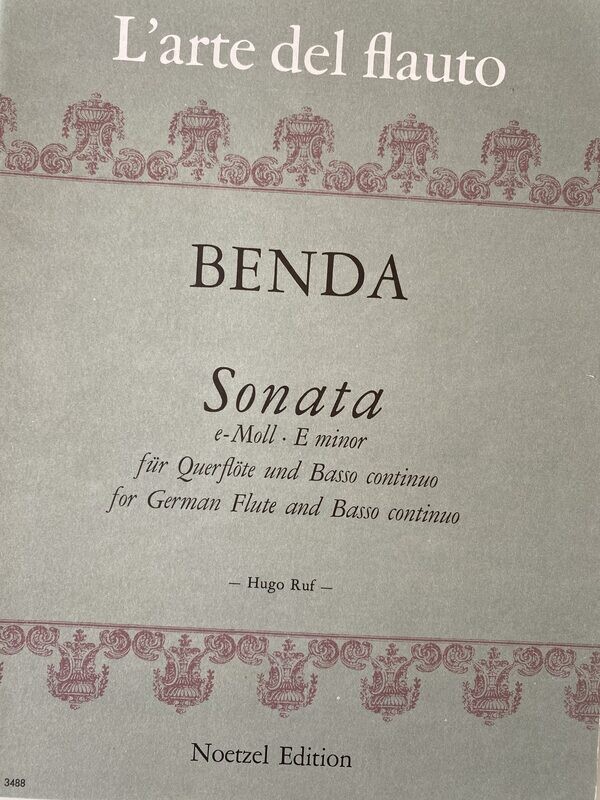 L'arte del flauto
BENDA
Sonata
e-Moll · E minor
für Querflöte und Basso continuo
for German Flute and Basso continuo
— Hugo Ruf —
Noetzel Edition
3488